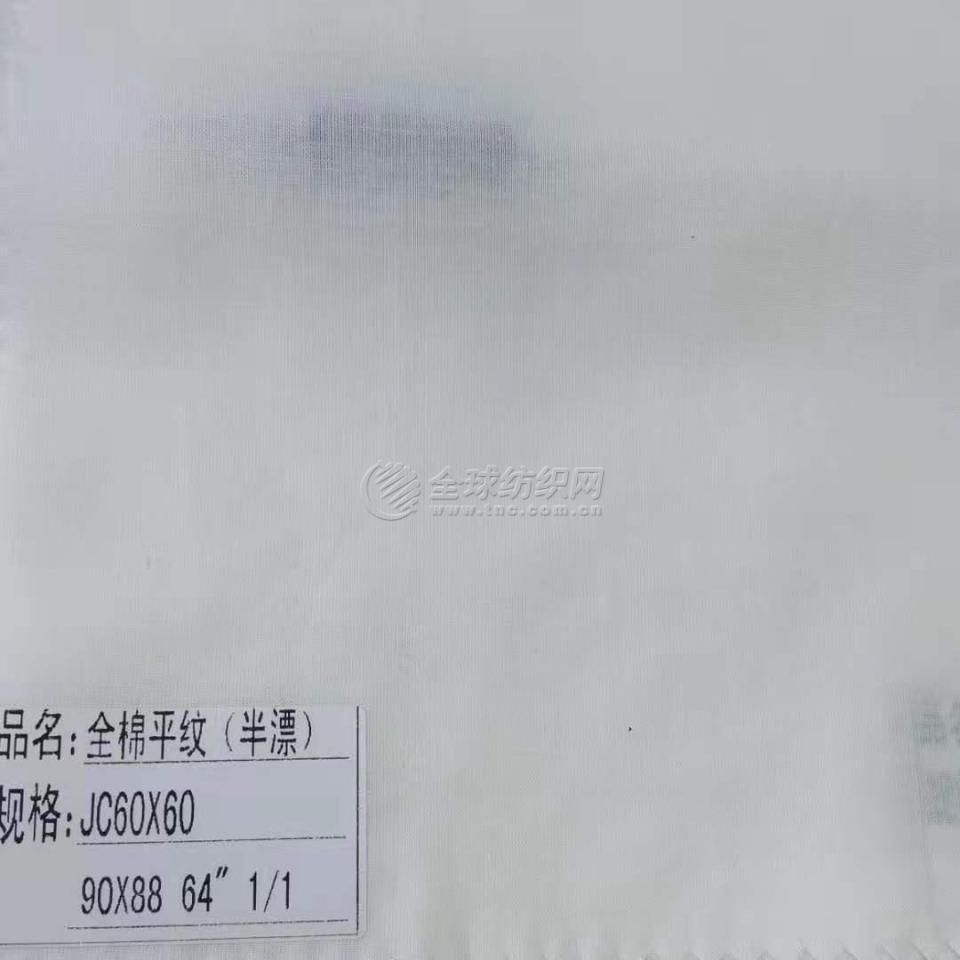 全球纺织网
www.tnc.com.cn
品名:全棉平纹(半漂)
规格:JC60X60
90X88 64" 1/1